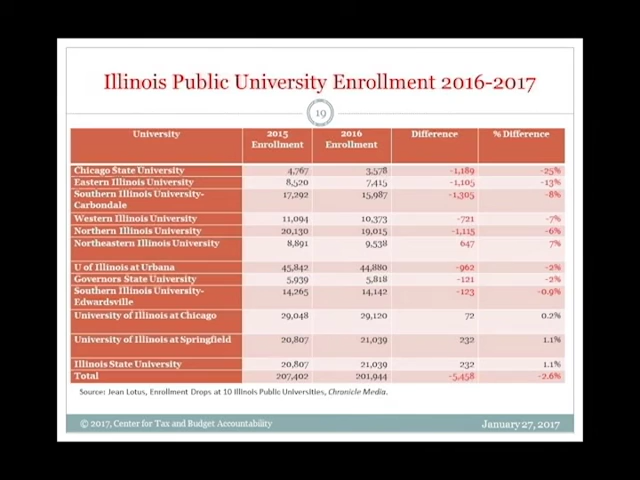 Illinois Public University Enrollment 2016-2017
19
University 2015 Enrollment 2016 Enrollment Difference % Difference
Chicago State University 4,767 3,578 -1,189 -25%
Eastern Illinois University 8,520 7,415 -1,105 -13%
Southern Illinois University-Carbondale 17,292 15,987 -1,305 -8%
Western Illinois University 11,094 10,373 -721 -7%
Northern Illinois University 20,130 19,015 -1,115 -6%
Northeastern Illinois University 8,891 9,538 647 7%
U of Illinois at Urbana 45,842 44,880 -962 -2%
Governors State University 5,939 5,818 -121 -2%
Southern Illinois University-Edwardsville 14,265 14,142 -123 -0.9%
University of Illinois at Chicago 29,048 29,120 72 0.2%
University of Illinois at Springfield 20,807 21,039 232 1.1%
Illinois State University 20,807 21,039 232 1.1%
Total 207,402 201,944 -5,458 -2.6%
Source: Jean Lotus, Enrollment Drops at 10 Illinois Public Universities, Chronicle Media.
© 2017, Center for Tax and Budget Accountability January 27, 2017